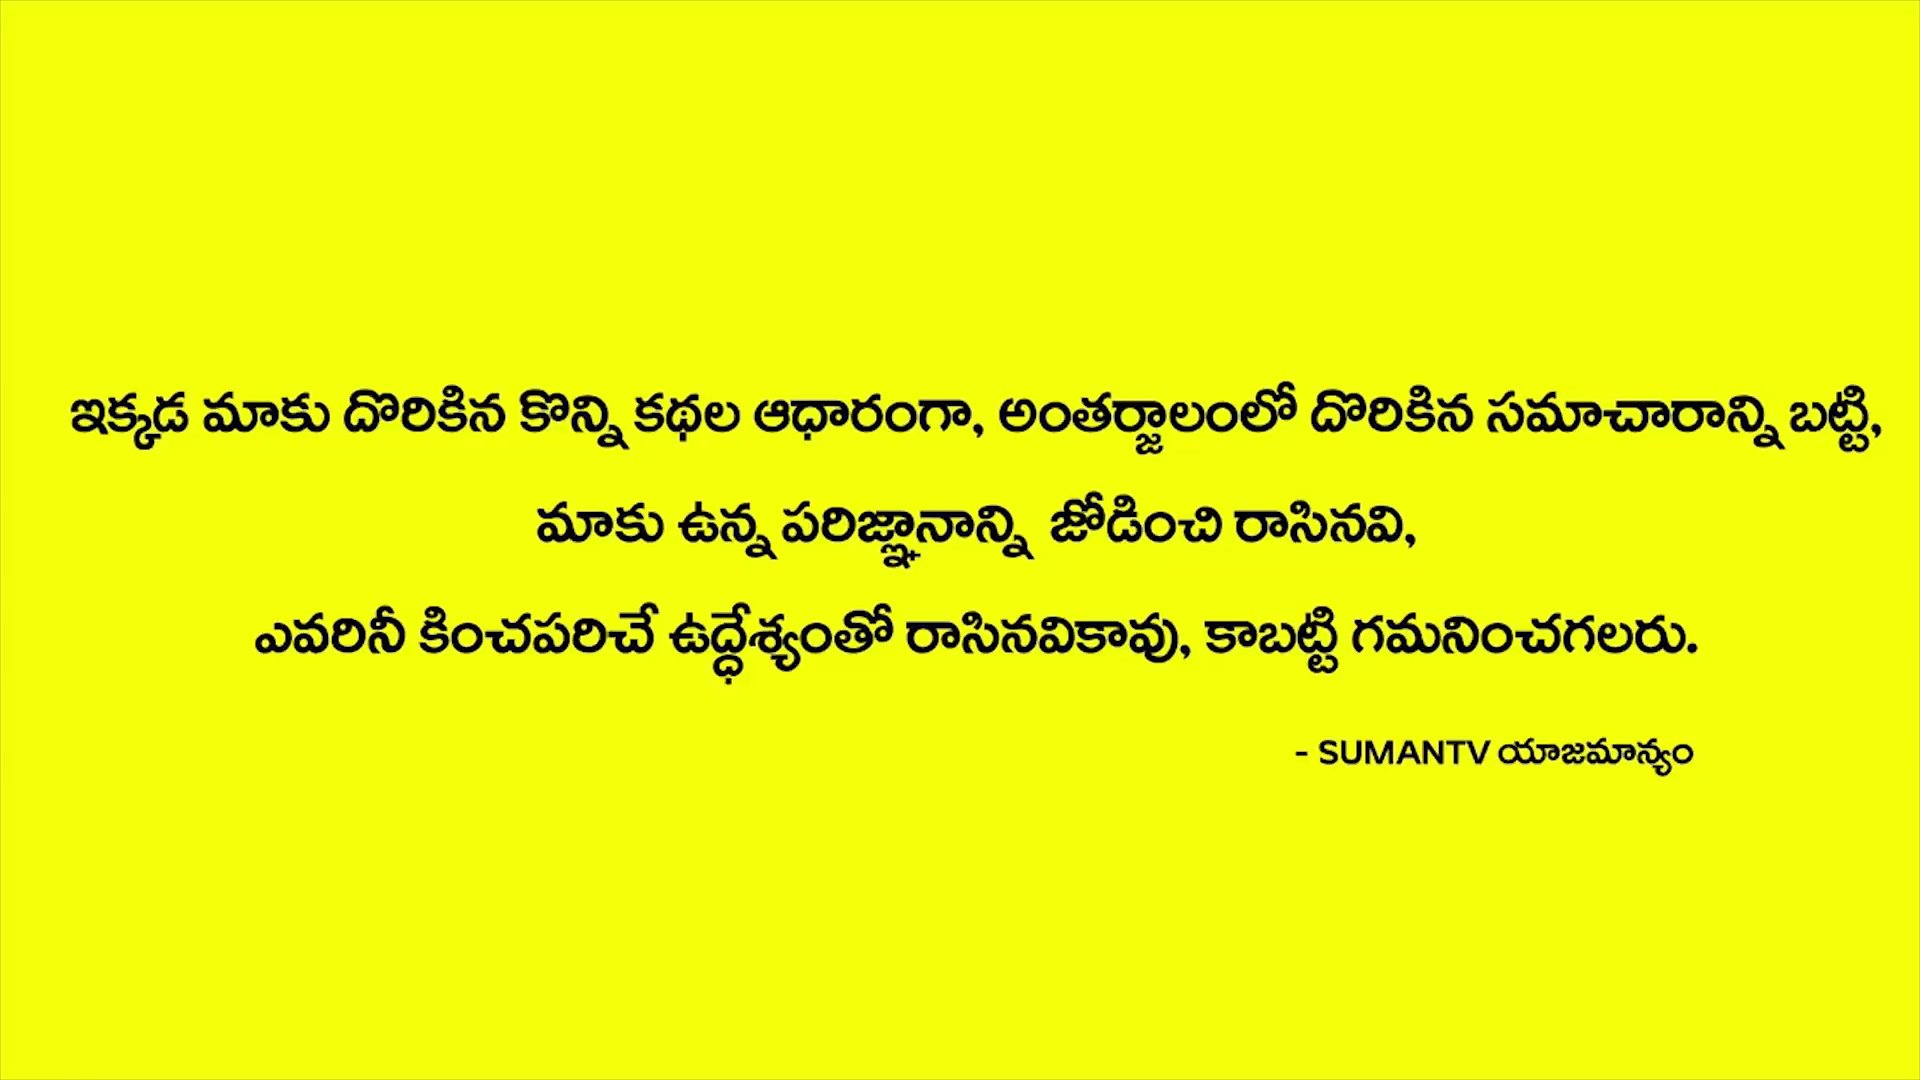 ఇక్కడ మాకు దొరికిన కొన్ని కథల ఆధారంగా, అంతర్జాలంలో దొరికిన సమాచారాన్ని బట్టి,
మాకు ఉన్న పరిజ్ఞానాన్ని జోడించి రాసినవి,
ఎవరినీ కించపరిచే ఉద్ధేశ్యంతో రాసినవికావు, కాబట్టి గమనించగలరు.
- SUMANTV యాజమాన్యం